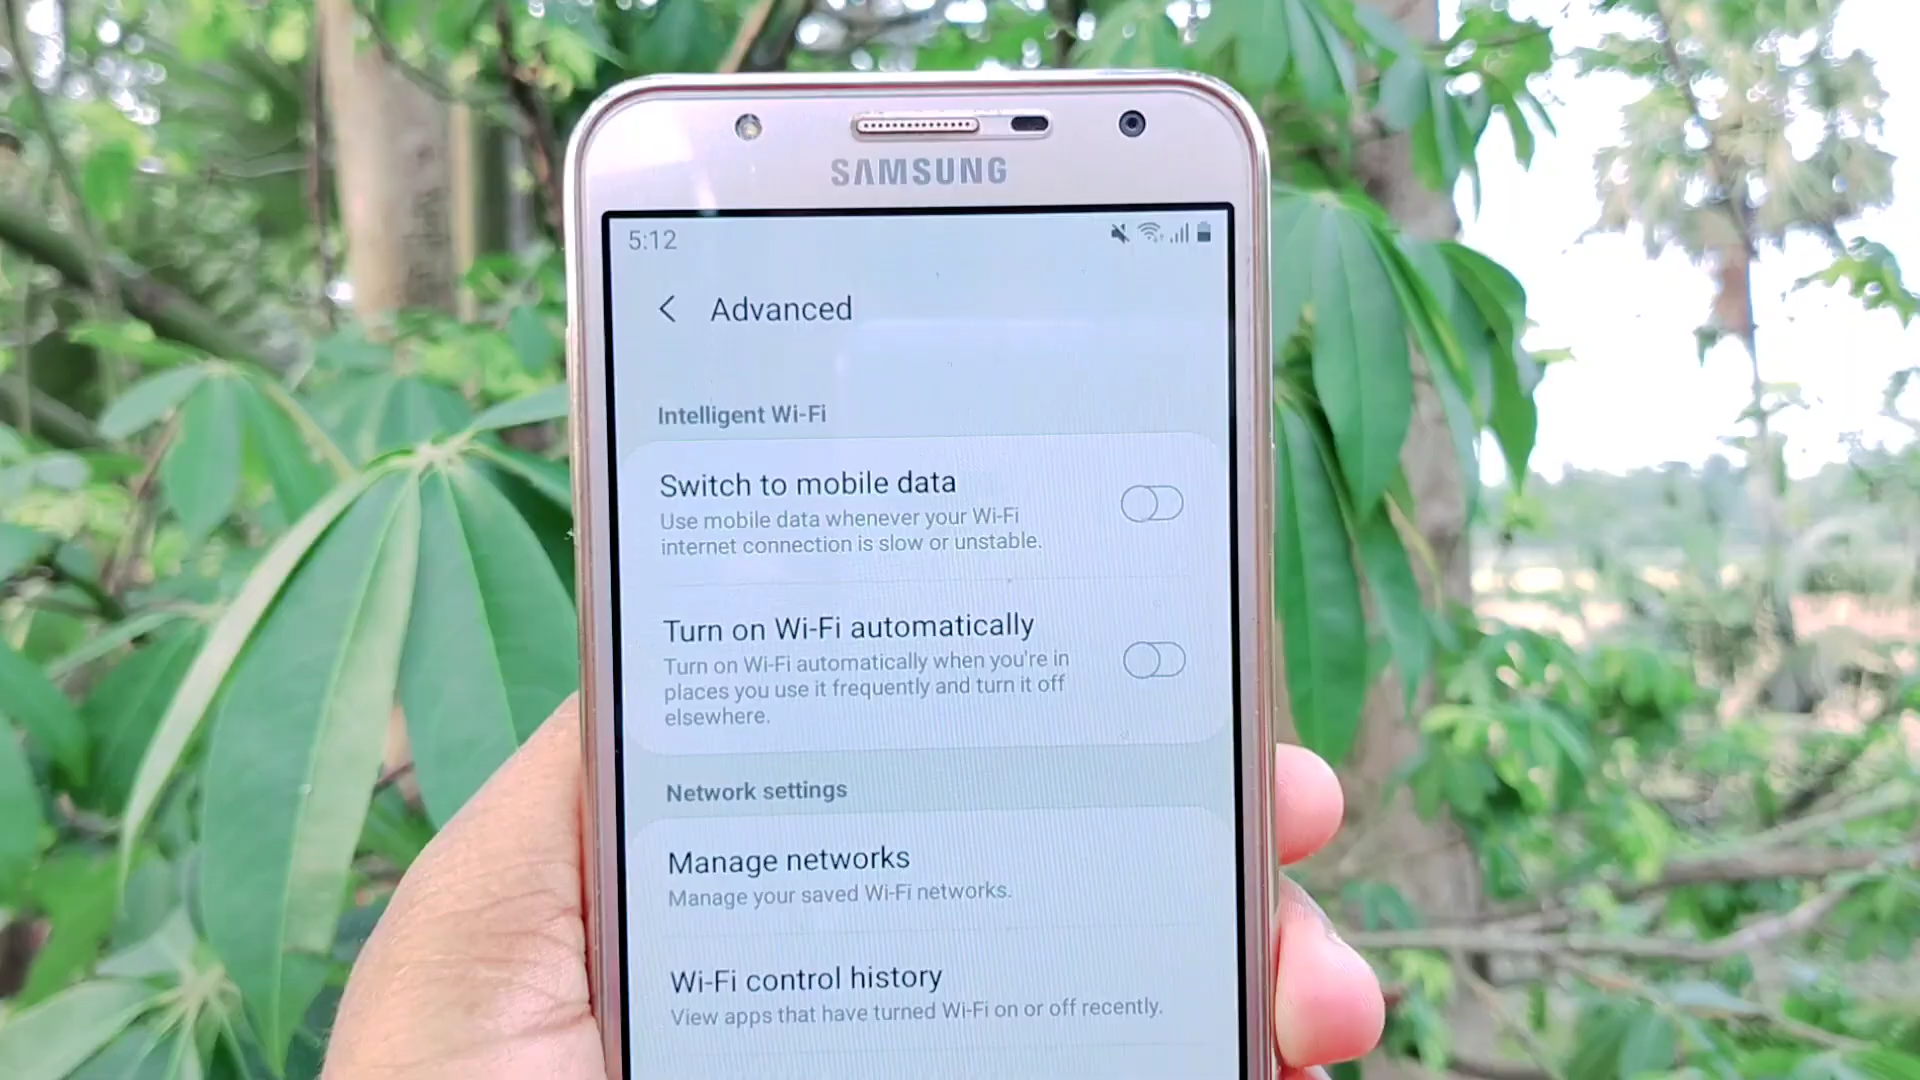 SAMSUNG
5:12
Advanced
Intelligent Wi-Fi
Switch to mobile data
Use mobile data whenever your Wi-Fi
internet connection is slow or unstable.
Turn on Wi-Fi automatically
Turn on Wi-Fi automatically when you're in
places you use it frequently and turn it off
elsewhere.
Network settings
Manage networks
Manage your saved Wi-Fi networks.
Wi-Fi control history
View apps that have turned Wi-Fi on or off recently.